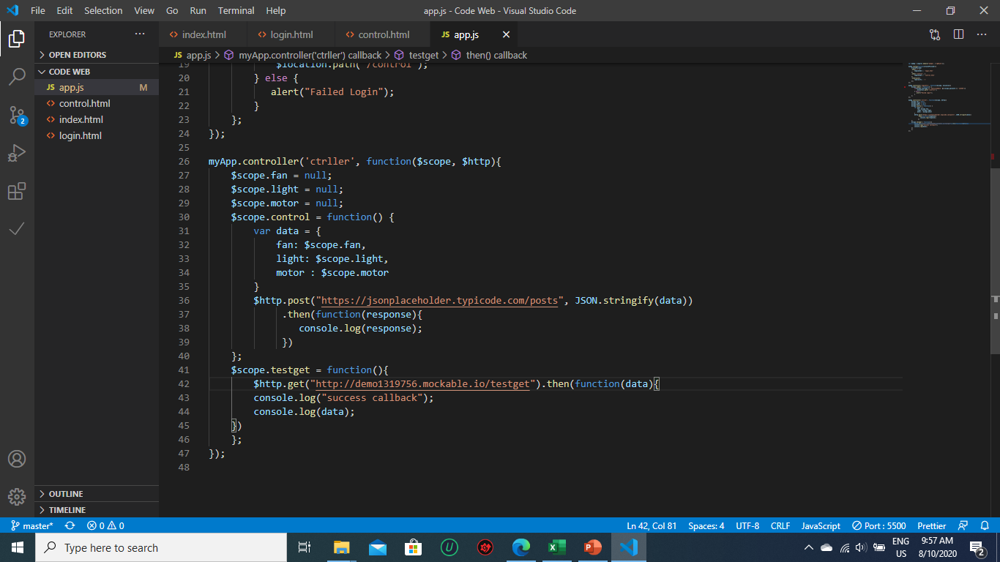 File Edit Selection View Go Run Terminal Help app.js - Code Web - Visual Studio Code
EXPLORER ··· <> index.html <> login.html <> control.html JS app.js ···
OPEN EDITORS JS app.js > myApp.controller('ctrller') callback > testget > then() callback
CODE WEB
JS app.js M
<> control.html
<> index.html
<> login.html
2
OUTLINE
TIMELINE
19 $location.path( /control );
20 } else {
21 alert("Failed Login");
22 }
23 };
24 });
25
26 myApp.controller('ctrller', function($scope, $http){
27 $scope.fan = null;
28 $scope.light = null;
29 $scope.motor = null;
30 $scope.control = function() {
31 var data = {
32 fan: $scope.fan,
33 light: $scope.light,
34 motor : $scope.motor
35 }
36 $http.post("https://jsonplaceholder.typicode.com/posts", JSON.stringify(data))
37 .then(function(response){
38 console.log(response);
39 })
40 };
41 $scope.testget = function(){
42 $http.get("http://demo1319756.mockable.io/testget").then(function(data){
43 console.log("success callback");
44 console.log(data);
45 })
46 };
47 });
48
master* 0 0 Ln 42, Col 81 Spaces: 4 UTF-8 CRLF JavaScript Port : 5500 Prettier
Type here to search
ENG
US
9:57 AM
8/10/2020
2